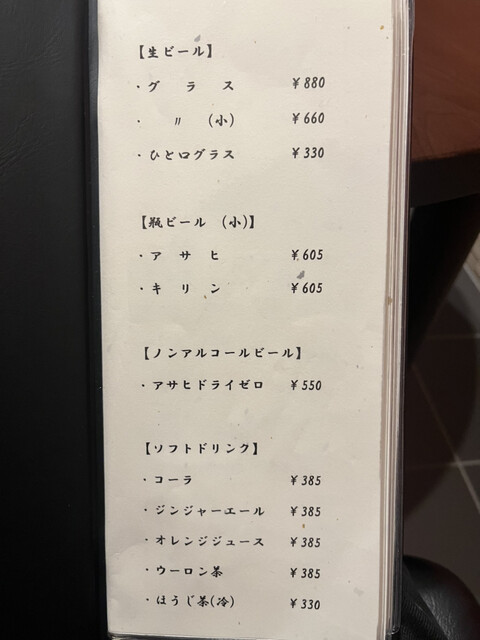 【生ビール】
・グラス ¥880
・〃 (小) ¥660
・ひと口グラス ¥330
【瓶ビール (小)】
・アサヒ ¥605
・キリン ¥605
【ノンアルコールビール】
・アサヒドライゼロ ¥550
【ソフトドリンク】
・コーラ ¥385
・ジンジャーエール ¥385
・オレンジジュース ¥385
・ウーロン茶 ¥385
・ほうじ茶(冷) ¥330